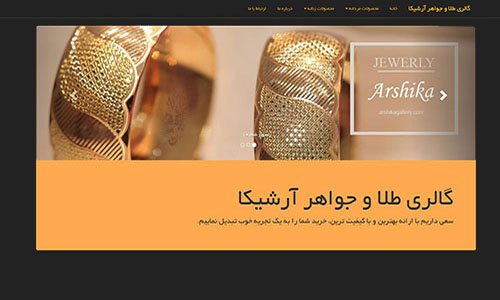 گالری طلا و جواهر آرشیکا
خانه
محصولات مردانه
محصولات زنانه
درباره ما
ارتباط با ما
JEWERLY
Arshika
arshikagallery.com
گالری طلا و جواهر آرشیکا
سعی داریم با ارائه بهترین و با کیفیت ترین، خرید شما را به یک تجربه خوب تبدیل نماییم.